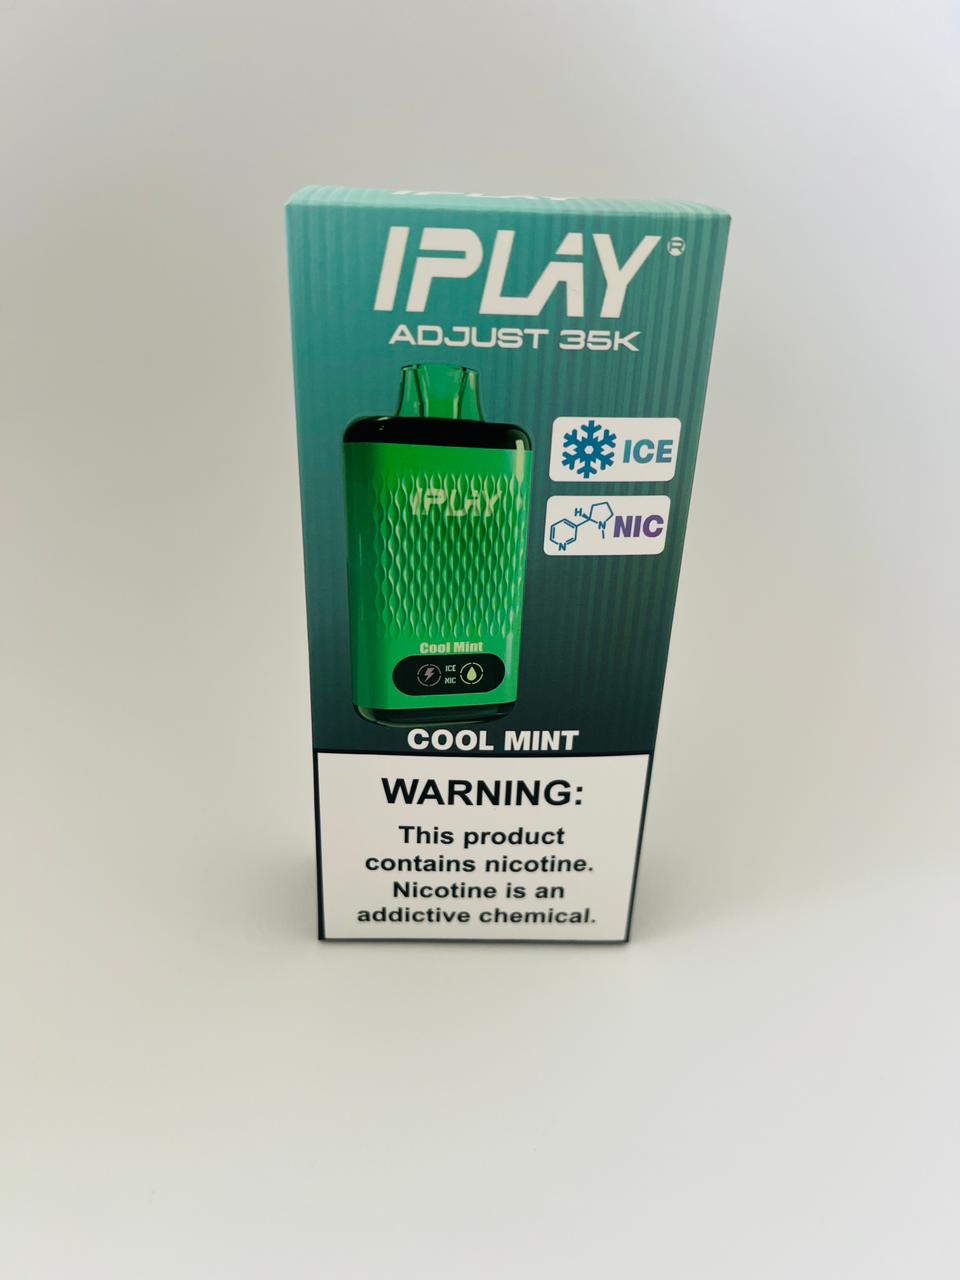 IPLAY®
ADJUST 35K
ICE
IPLAY
H
N
N
NIC
Cool Mint
ICE
NIC
COOL MINT
WARNING:
This product
contains nicotine.
Nicotine is an
addictive chemical.